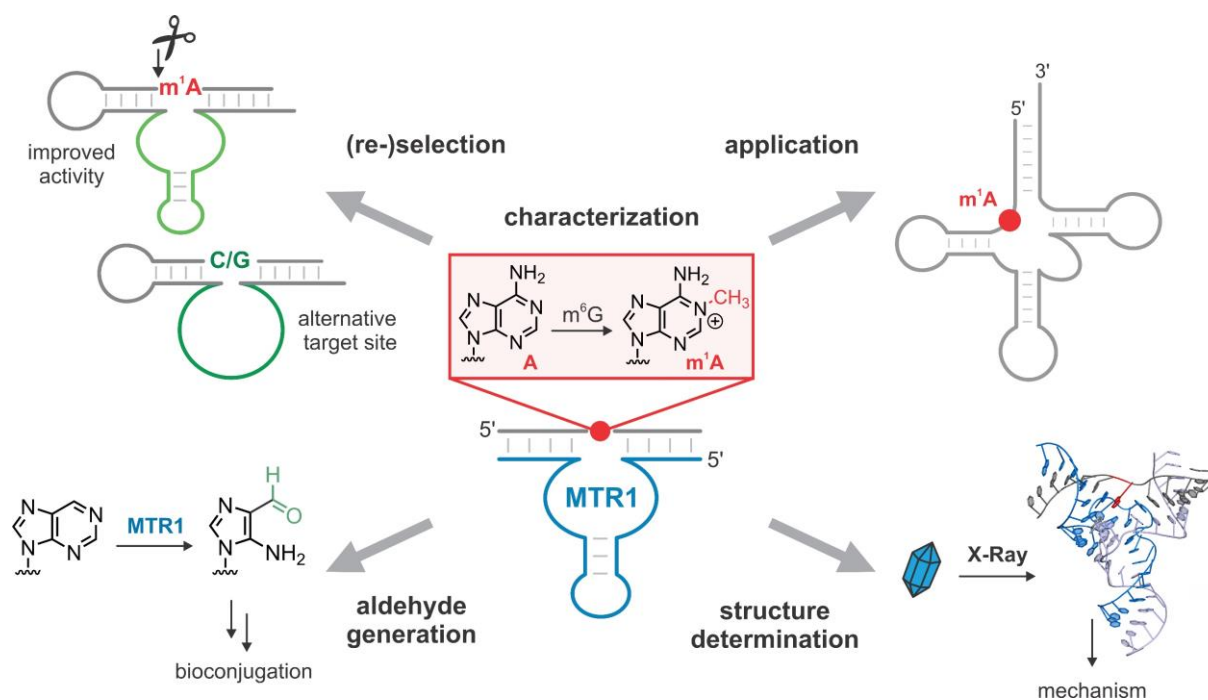 m¹A
improved
activity
(re-)selection
C/G
alternative
target site
characterization
NH₂
N
N
N
N
A
m⁶G
NH₂
N
N
CH₃
N
N
⊕
m¹A
application
3'
5'
m¹A
5'
5'
MTR1
N
N
N
N
MTR1
H
O
N
N
NH₂
bioconjugation
aldehyde
generation
structure
determination
X-Ray
mechanism